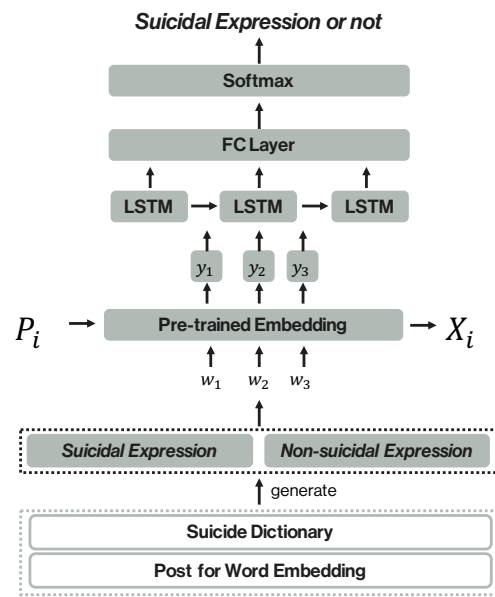 Suicidal Expression or not
Softmax
FC Layer
LSTM LSTM LSTM
y₁ y₂ y₃
Pᵢ Pre-trained Embedding Xᵢ
w₁ w₂ w₃
Suicidal Expression Non-suicidal Expression
generate
Suicide Dictionary
Post for Word Embedding